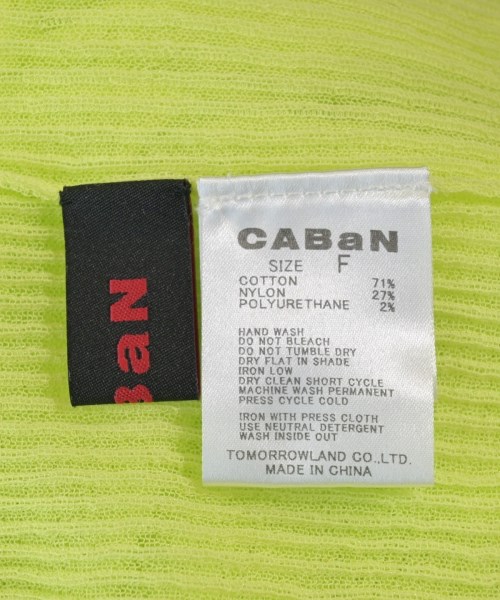 BaN
CABaN
SIZE F
COTTON 71%
NYLON 27%
POLYURETHANE 2%
HAND WASH
DO NOT BLEACH
DO NOT TUMBLE DRY
DRY FLAT IN SHADE
IRON LOW
DRY CLEAN SHORT CYCLE
MACHINE WASH PERMANENT
PRESS CYCLE COLD
IRON WITH PRESS CLOTH
USE NEUTRAL DETERGENT
WASH INSIDE OUT
TOMORROWLAND CO.,LTD.
MADE IN CHINA